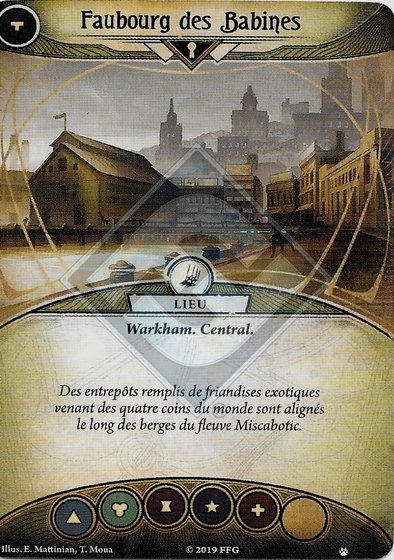 Faubourg des Babines
LIEU
Warkham. Central.
Des entrepôts remplis de friandises exotiques
venant des quatre coins du monde sont alignés
le long des berges du fleuve Miscabotic.
Illus. E. Mattinian, T. Moua
© 2019 FFG